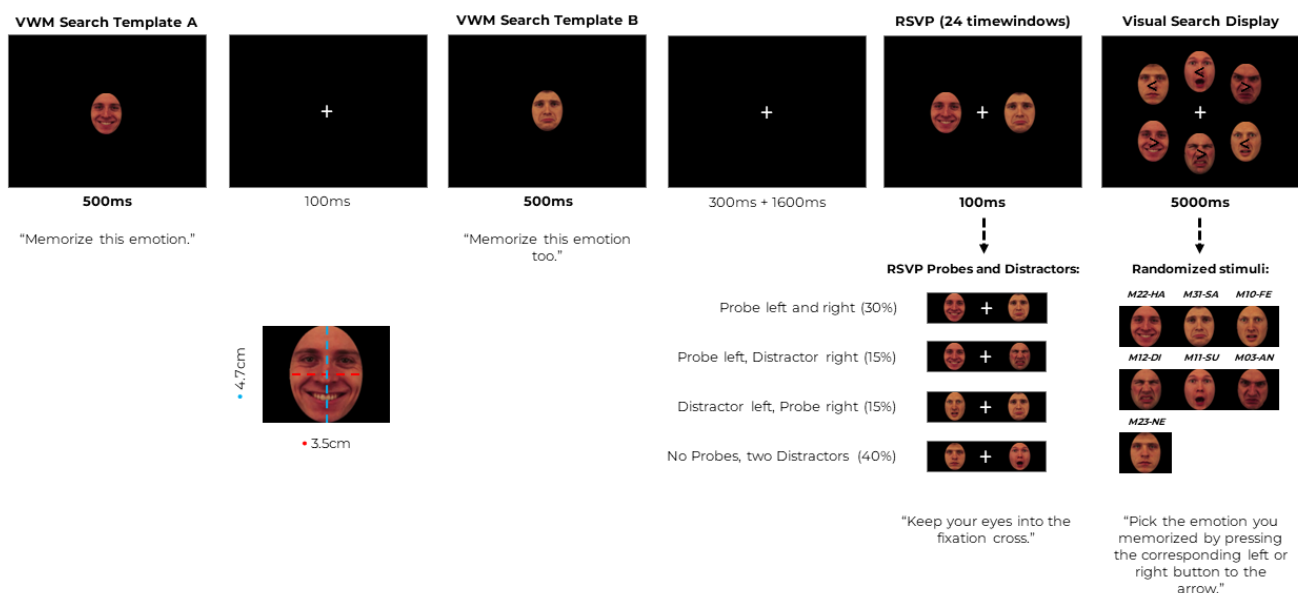 VWM Search Template A
VWM Search Template B
RSVP (24 timewindows)
Visual Search Display
+
+
+
+
<
<
>
>
>
<
500ms
100ms
500ms
300ms + 1600ms
100ms
5000ms
“Memorize this emotion.”
“Memorize this emotion
too.”
RSVP Probes and Distractors:
Probe left and right (30%)
+
Probe left, Distractor right (15%)
+
Distractor left, Probe right (15%)
+
No Probes, two Distractors (40%)
+
“Keep your eyes into the
fixation cross.”
Randomized stimuli:
M22-HA M31-SA M10-FE
M12-DI M11-SU M03-AN
M23-NE
“Pick the emotion you
memorized by pressing
the corresponding left or
right button to the
arrow.”
• 4.7cm
• 3.5cm